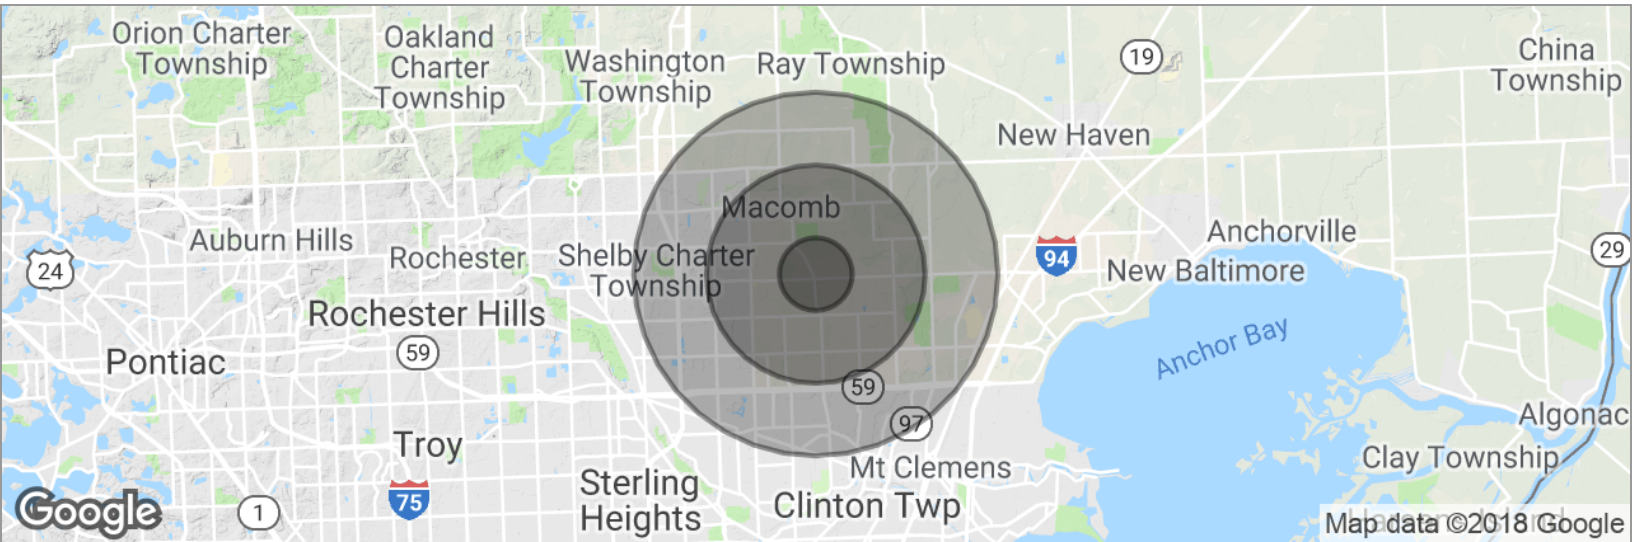 Orion Charter
Township
Oakland
Charter
Township
Washington
Township
Ray Township
19
China
Township
New Haven
Macomb
Auburn Hills
Rochester
Shelby Charter
Township
Anchorville
29
24
94
New Baltimore
Rochester Hills
59
Pontiac
Anchor Bay
59
97
Algonac
Troy
Mt Clemens
Clay Township
75
Sterling
Heights
Clinton Twp
Google
1
Map data ©2018 Google